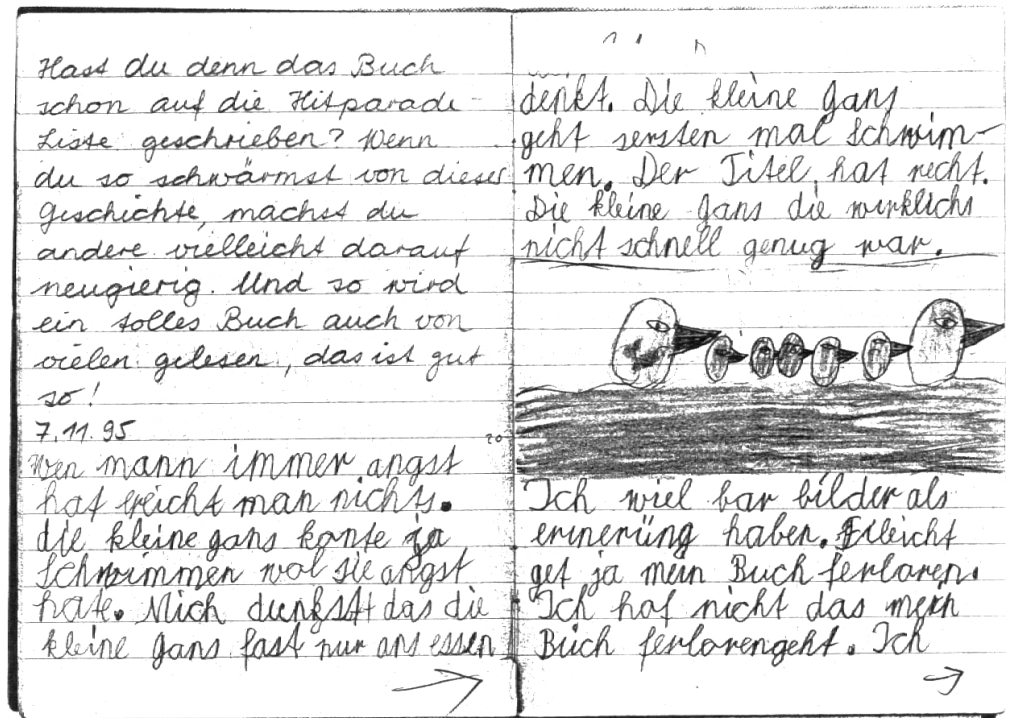 Hast du denn das Buch
schon auf die Hitparade-
Liste geschrieben? Wenn
du so schwärmst von dieser
Geschichte, machst du
andere vielleicht darauf
neugierig. Und so wird
ein tolles Buch auch von
vielen gelesen, das ist gut
so!
7.11.95
Wen mann immer angst
hat ereicht man nichts.
die kleine gans konte ja
schwimmen wol sie angst
hate. Mich dunkst das die
kleine gans fast nur ans essen
denkt. Die kleine Gans
geht sersten mal Schwim-
men. Der Titel hat recht.
Die kleine Gans die wirklich
nicht schnell genug war.
20
Ich wiel bar bilder als
erinerüng haben. Filleicht
get ja mein Buch ferloren.
Ich hof nicht das mein
Buch ferlorengeht. Ich